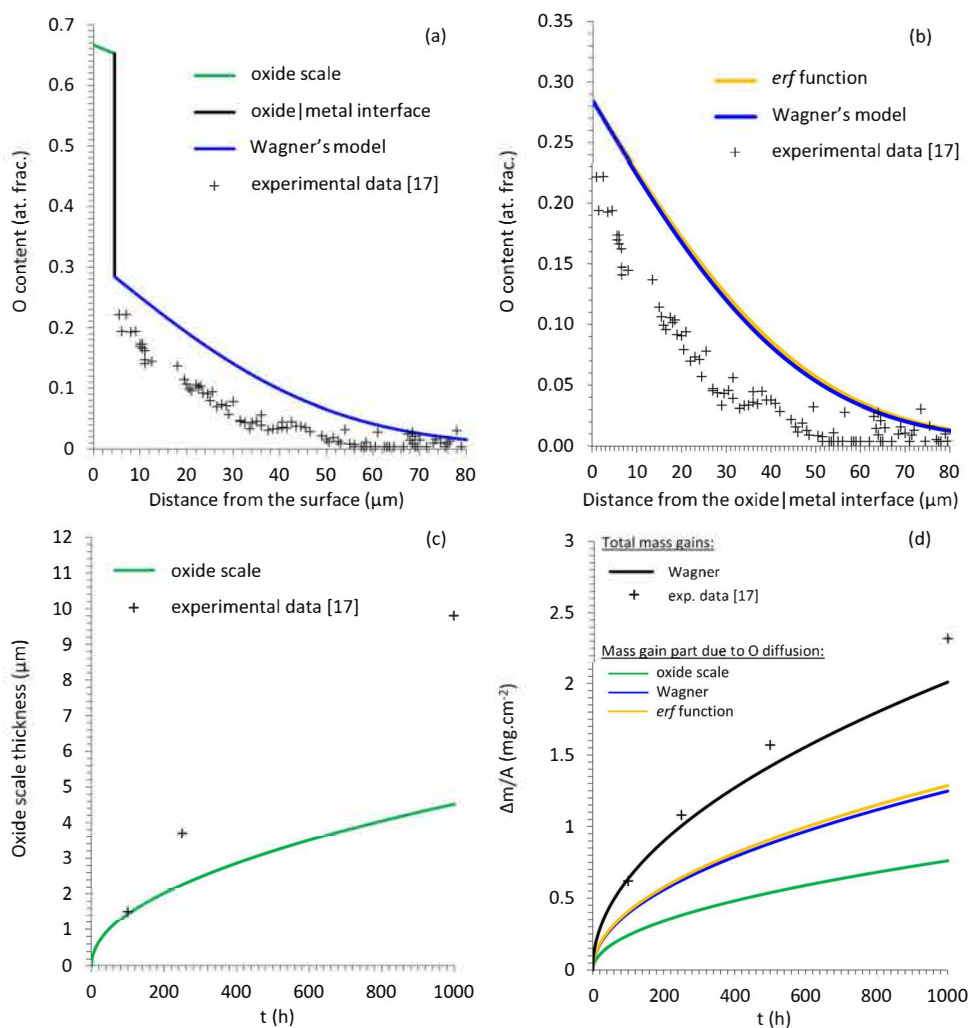 (a)
0.7
0.6
0.5
0.4
0.3
0.2
0.1
0
O content (at. frac.)
oxide scale
oxide|metal interface
Wagner's model
experimental data [17]
0 10 20 30 40 50 60 70 80
Distance from the surface (µm)
(b)
0.35
0.30
0.25
0.20
0.15
0.10
0.05
0.00
O content (at. frac.)
erf function
Wagner's model
experimental data [17]
0 10 20 30 40 50 60 70 80
Distance from the oxide|metal interface (µm)
(c)
12
11
10
9
8
7
6
5
4
3
2
1
0
Oxide scale thickness (µm)
oxide scale
experimental data [17]
0 200 400 600 800 1000
t (h)
(d)
3
2.5
2
1.5
1
0.5
0
Δm/A (mg.cm⁻²)
Total mass gains:
Wagner
exp. data [17]
Mass gain part due to O diffusion:
oxide scale
Wagner
erf function
0 200 400 600 800 1000
t (h)